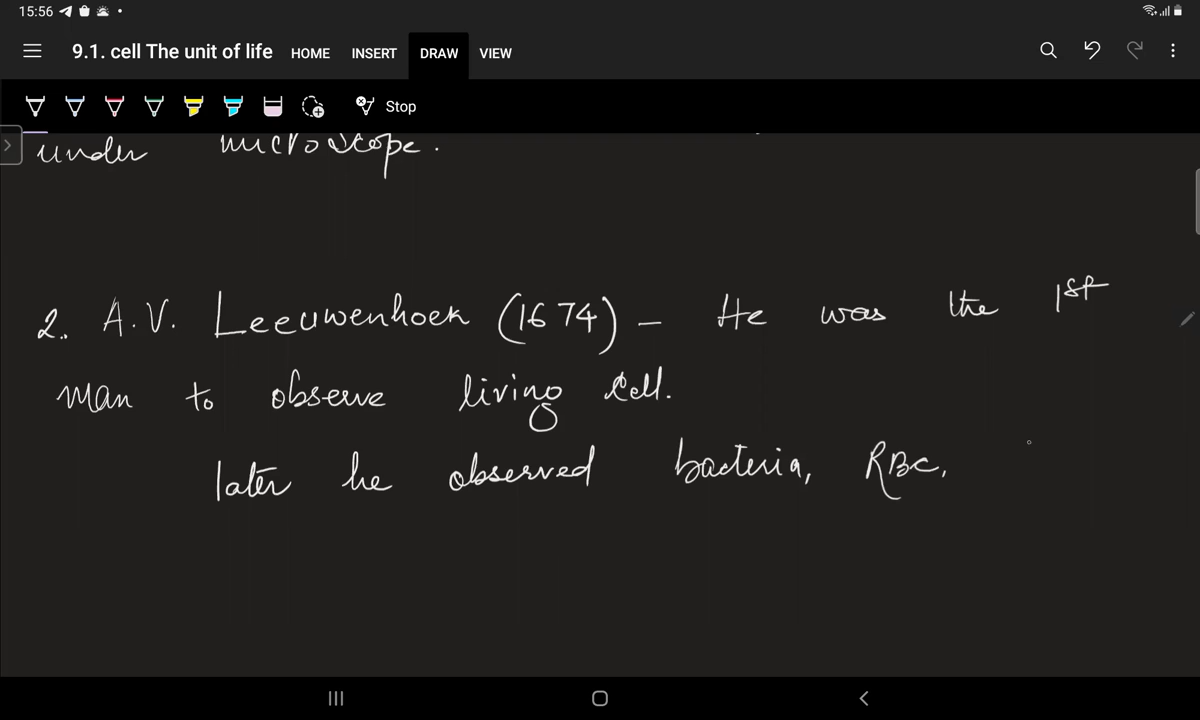 15:56
9.1. cell The unit of life HOME INSERT DRAW VIEW
Stop
under microscope.
2. A.V. Leeuwenhoek (1674) - He was the 1st
man to observe living cell.
later he observed bacteria, RBC,